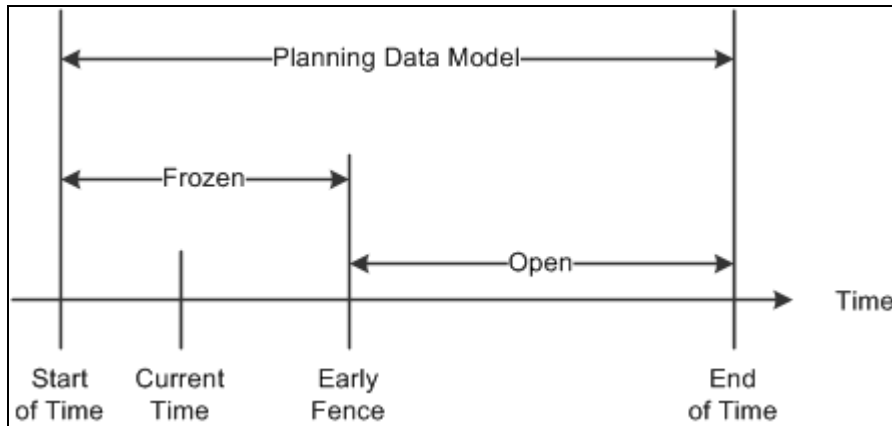 Planning Data Model
Frozen
Open
Time
Start
of Time
Current
Time
Early
Fence
End
of Time